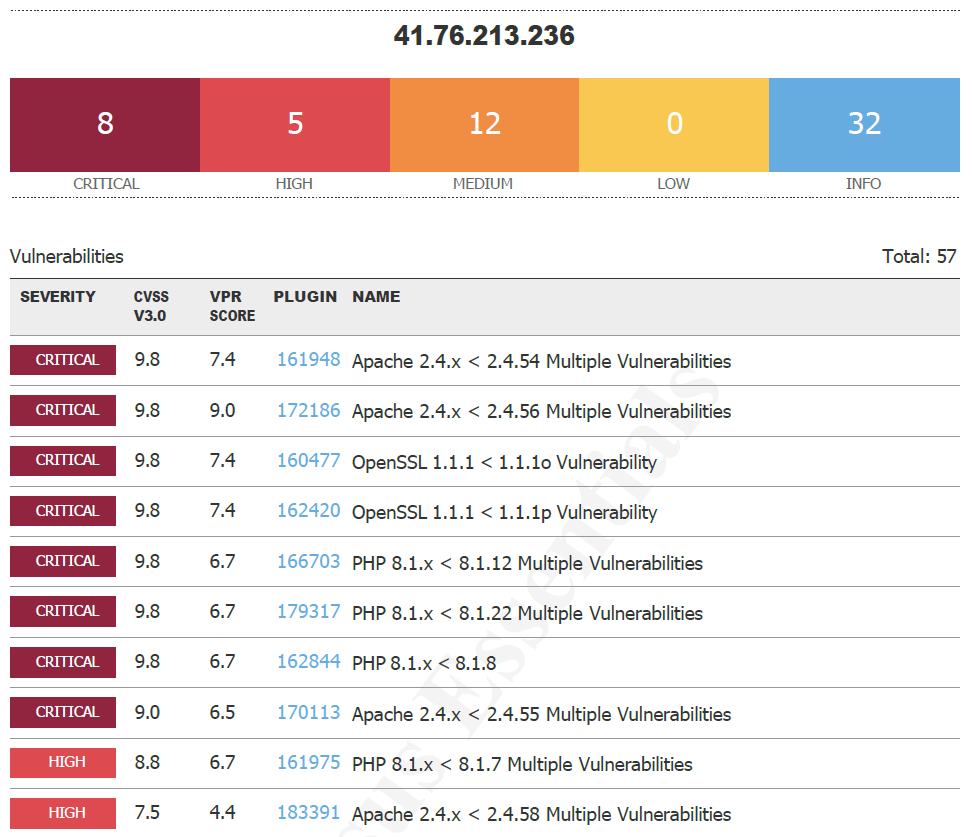 41.76.213.236
8 5 12 0 32
CRITICAL HIGH MEDIUM LOW INFO
Vulnerabilities Total: 57
SEVERITY CVSS V3.0 VPR SCORE PLUGIN NAME
CRITICAL 9.8 7.4 161948 Apache 2.4.x < 2.4.54 Multiple Vulnerabilities
CRITICAL 9.8 9.0 172186 Apache 2.4.x < 2.4.56 Multiple Vulnerabilities
CRITICAL 9.8 7.4 160477 OpenSSL 1.1.1 < 1.1.1o Vulnerability
CRITICAL 9.8 7.4 162420 OpenSSL 1.1.1 < 1.1.1p Vulnerability
CRITICAL 9.8 6.7 166703 PHP 8.1.x < 8.1.12 Multiple Vulnerabilities
CRITICAL 9.8 6.7 179317 PHP 8.1.x < 8.1.22 Multiple Vulnerabilities
CRITICAL 9.8 6.7 162844 PHP 8.1.x < 8.1.8
CRITICAL 9.0 6.5 170113 Apache 2.4.x < 2.4.55 Multiple Vulnerabilities
HIGH 8.8 6.7 161975 PHP 8.1.x < 8.1.7 Multiple Vulnerabilities
HIGH 7.5 4.4 183391 Apache 2.4.x < 2.4.58 Multiple Vulnerabilities
Essentials